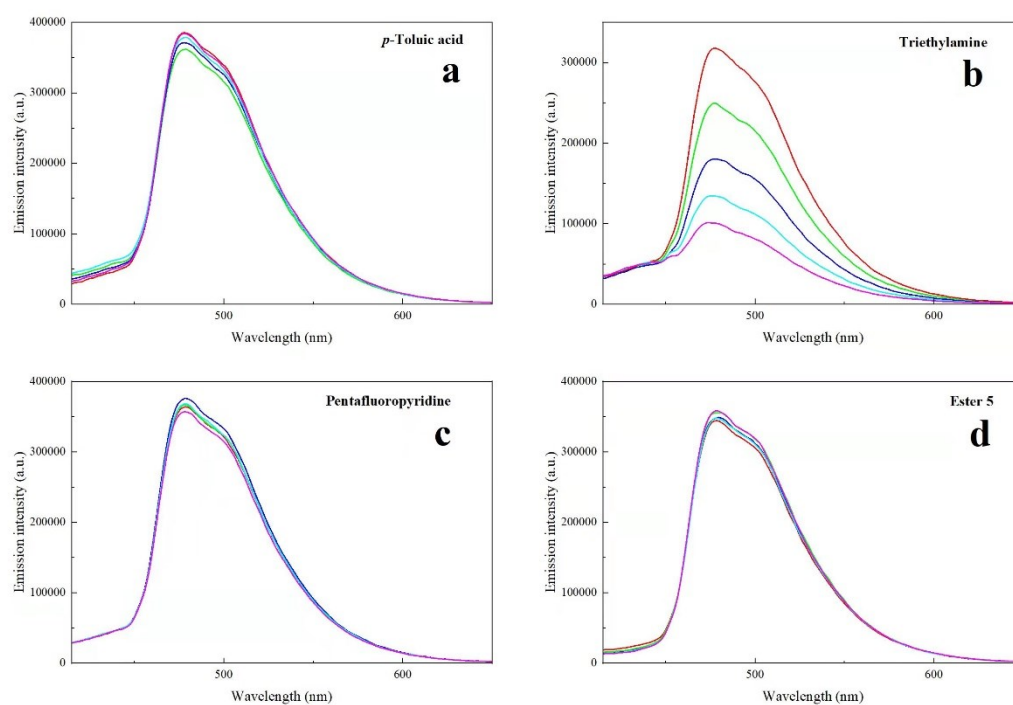 400000
p-Toluic acid
a
300000
200000
100000
0
500
600
Emission intensity (a.u.)
Wavelength (nm)
Triethylamine
b
300000
200000
100000
0
500
600
Emission intensity (a.u.)
Wavelength (nm)
400000
Pentafluoropyridine
c
300000
200000
100000
0
500
600
Emission intensity (a.u.)
Wavelength (nm)
400000
Ester 5
d
300000
200000
100000
0
500
600
Emission intensity (a.u.)
Wavelength (nm)